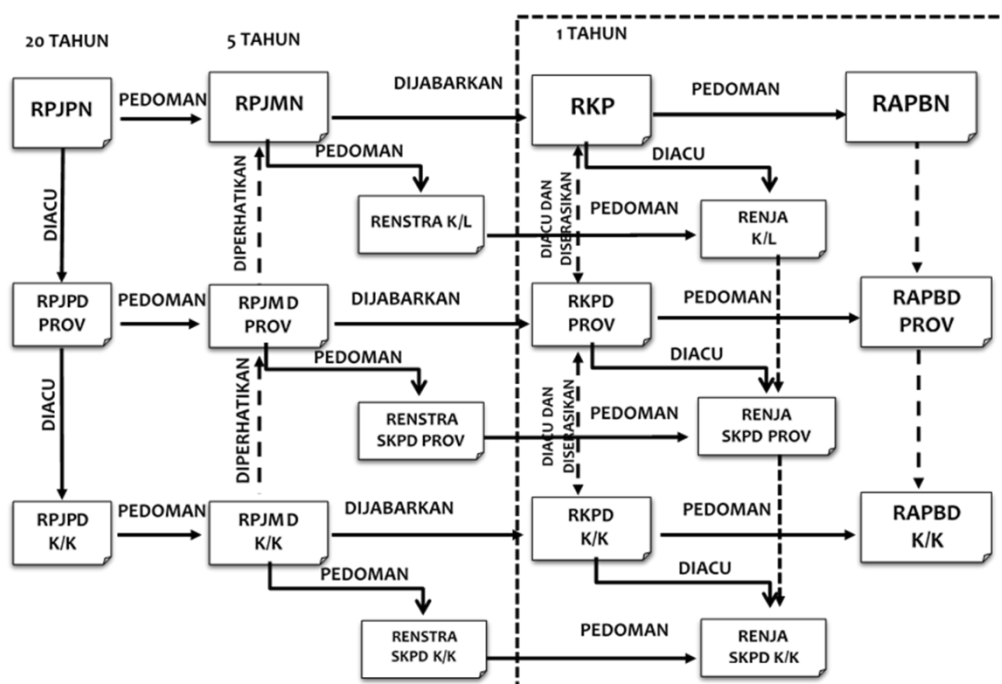 20 TAHUN
5 TAHUN
1 TAHUN
RPJPN
PEDOMAN
RPJMN
DIJABARKAN
RKP
PEDOMAN
RAPBN
PEDOMAN
DIACU
DIACU
DIPERHATIKAN
RENSTRA K/L
PEDOMAN
DIACU DAN
DISERASIKAN
RENJA
K/L
RPJPD
PROV
PEDOMAN
RPJMD
PROV
DIJABARKAN
RKPD
PROV
PEDOMAN
RAPBD
PROV
PEDOMAN
DIACU
DIACU
DIPERHATIKAN
RENSTRA
SKPD PROV
PEDOMAN
DIACU DAN
DISERASIKAN
RENJA
SKPD PROV
RPJPD
K/K
PEDOMAN
RPJMD
K/K
DIJABARKAN
RKPD
K/K
PEDOMAN
RAPBD
K/K
PEDOMAN
DIACU
RENSTRA
SKPD K/K
PEDOMAN
RENJA
SKPD K/K